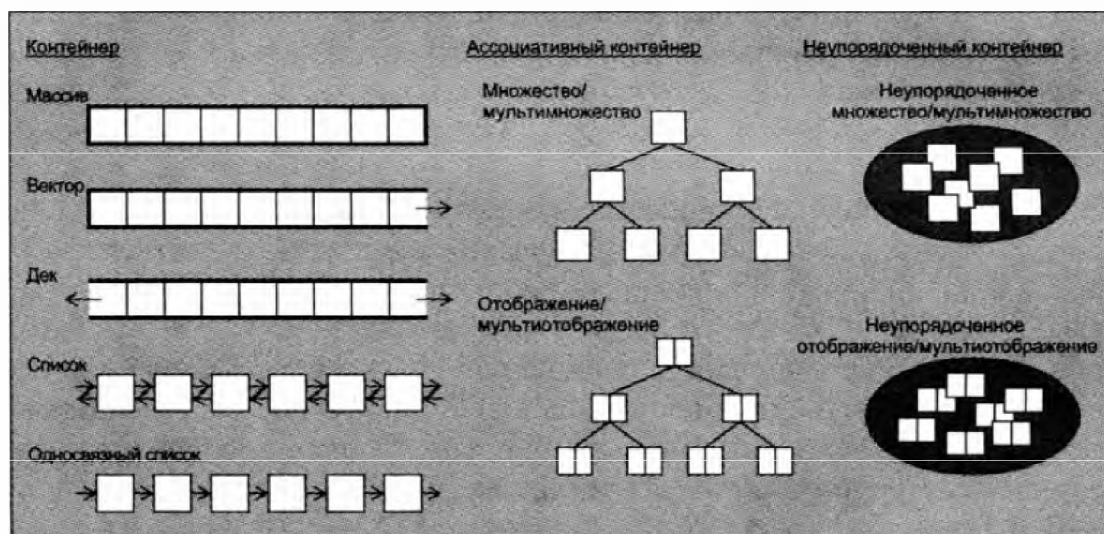 Контейнер
Массив
Вектор
Дек
Список
Односвязный список
Ассоциативный контейнер
Множество/
мультимножество
Отображение/
мультиотображение
Неупорядоченный контейнер
Неупорядоченное
множество/мультимножество
Неупорядоченное
отображение/мультиотображение